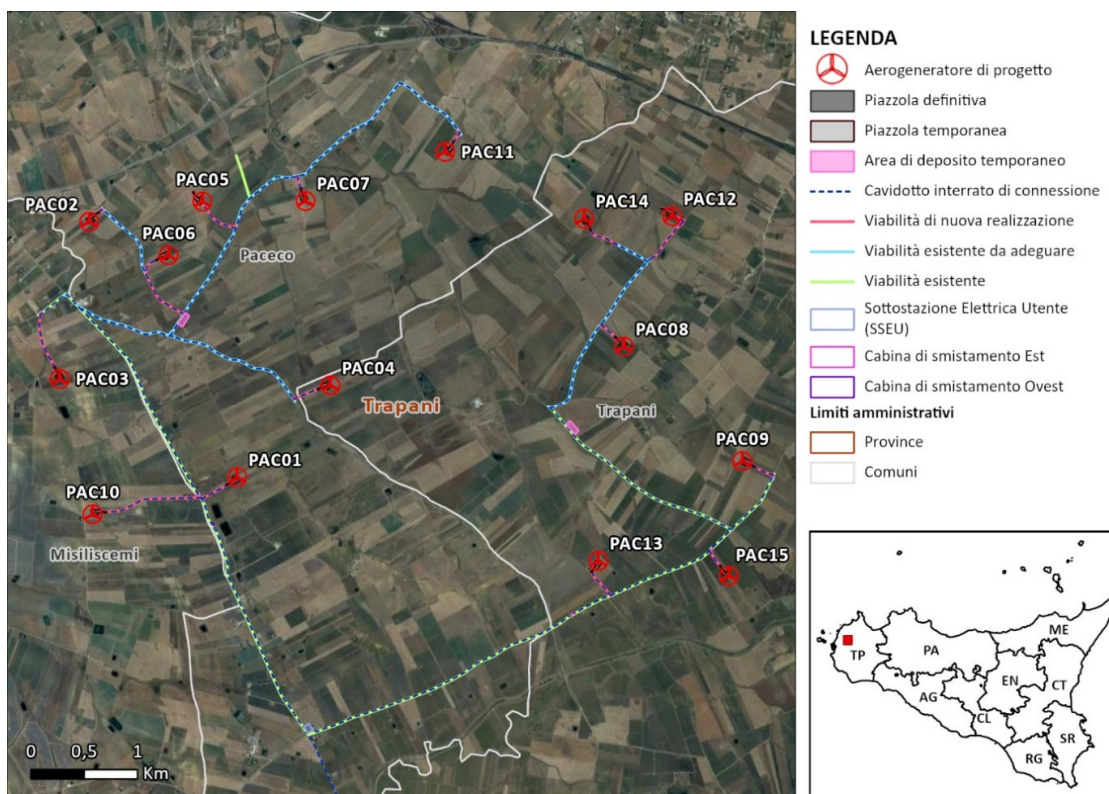 PAC11
PAC05
PAC07
PAC02
PAC14
PAC12
PAC06
Paceco
PAC08
PAC03
PAC04
Trapani
Trapani
PAC09
PAC01
PAC10
Misiliscemi
PAC13
PAC15
0 0,5 1
Km
LEGENDA
Aerogeneratore di progetto
Piazzola definitiva
Piazzola temporanea
Area di deposito temporaneo
Cavidotto interrato di connessione
Viabilità di nuova realizzazione
Viabilità esistente da adeguare
Viabilità esistente
Sottostazione Elettrica Utente
(SSEU)
Cabina di smistamento Est
Cabina di smistamento Ovest
Limiti amministrativi
Province
Comuni
ME
TP
PA
EN
CT
AG
CL
SR
RG